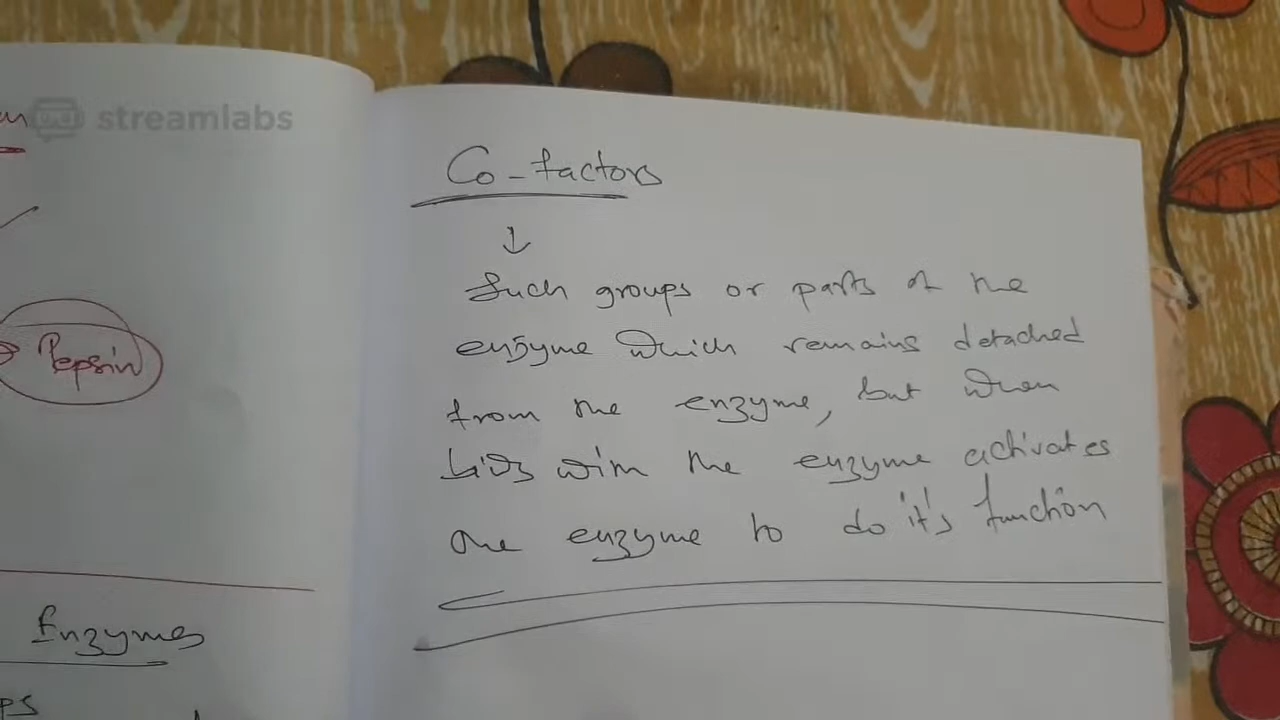 streamlabs
Pepsin
Enzymes
ps
Co-factors
↓
Such groups or parts of the
enzyme which remains detached
from the enzyme, but when
binds with the enzyme activates
the enzyme to do it's function